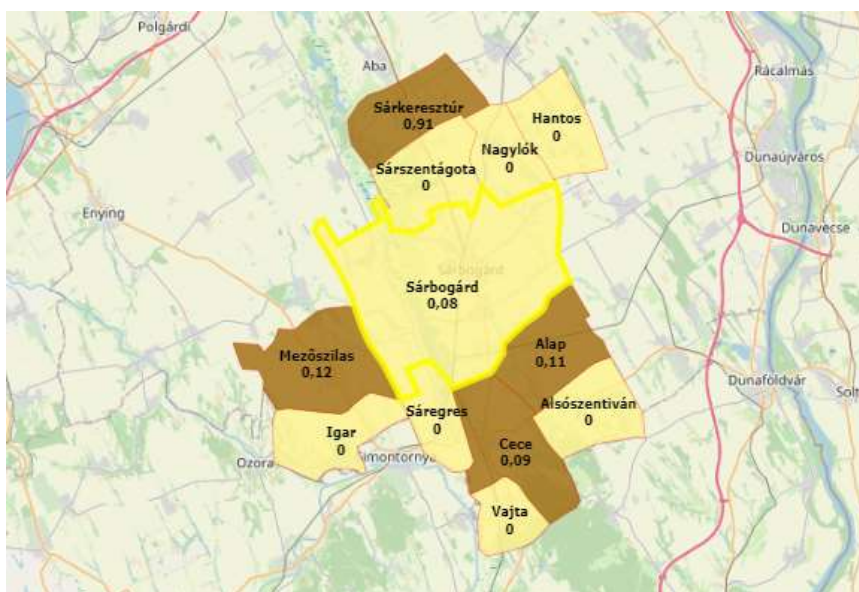 Polgárdi
Aba
Rácalmás
Sárkeresztúr
0,91
Hantos
0
Nagylók
0
Sárszentágota
0
Dunaújváros
Enying
Dunavecse
Sárbogárd
Sárbogárd
0,08
Mezőszilas
0,12
Alap
0,11
Dunaföldvár
Solt
Alsószentiván
0
Sáregres
0
Igar
0
Cece
0,09
Ozora
Simontornya
Vajta
0